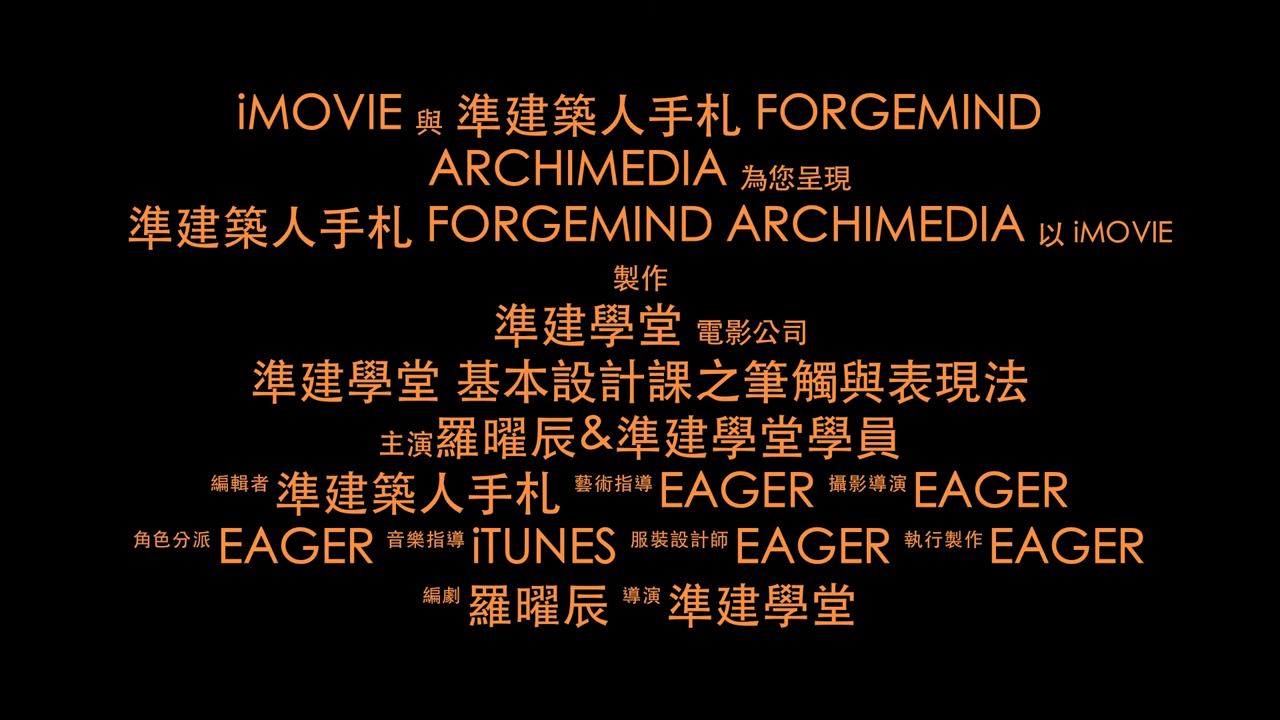 iMOVIE 與 準建築人手札 FORGEMIND
ARCHIMEDIA 為您呈現
準建築人手札 FORGEMIND ARCHIMEDIA 以 iMOVIE
製作
準建學堂 電影公司
準建學堂 基本設計課之筆觸與表現法
主演羅曜辰&準建學堂學員
編輯者 準建築人手札 藝術指導 EAGER 攝影導演 EAGER
角色分派 EAGER 音樂指導 iTUNES 服裝設計師 EAGER 執行製作 EAGER
編劇 羅曜辰 導演 準建學堂